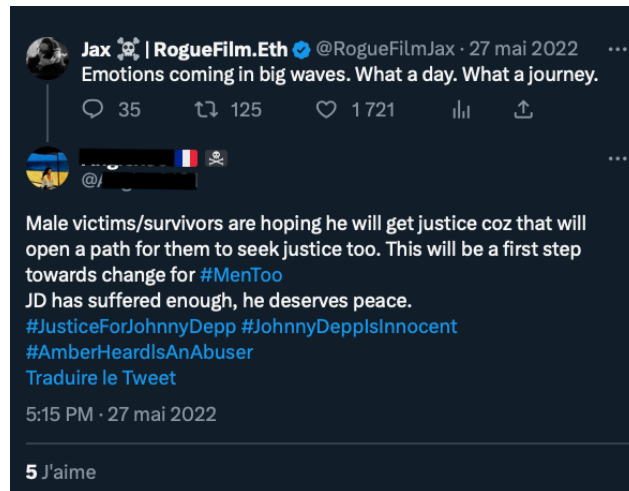 Jax ☠️ | RogueFilm.Eth @RogueFilmJax · 27 mai 2022
Emotions coming in big waves. What a day. What a journey.
35 125 1 721
Male victims/survivors are hoping he will get justice coz that will
open a path for them to seek justice too. This will be a first step
towards change for #MenToo
JD has suffered enough, he deserves peace.
#JusticeForJohnnyDepp #JohnnyDeppIsInnocent
#AmberHeardIsAnAbuser
Traduire le Tweet
5:15 PM · 27 mai 2022
5 J'aime